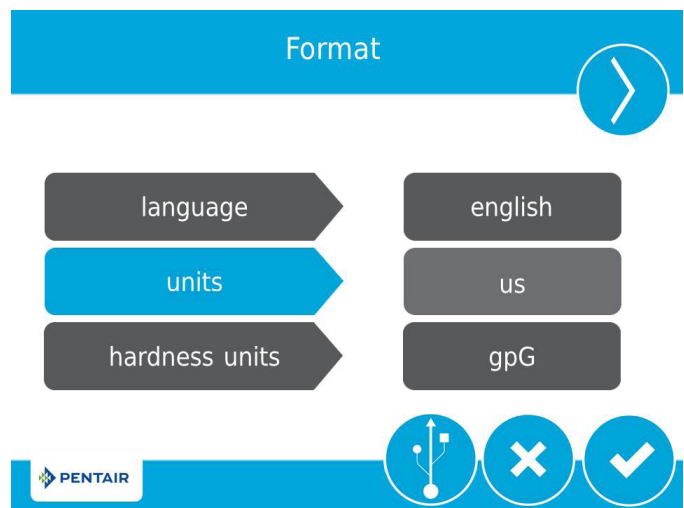 Format
language
english
units
us
hardness units
gpG
PENTAIR